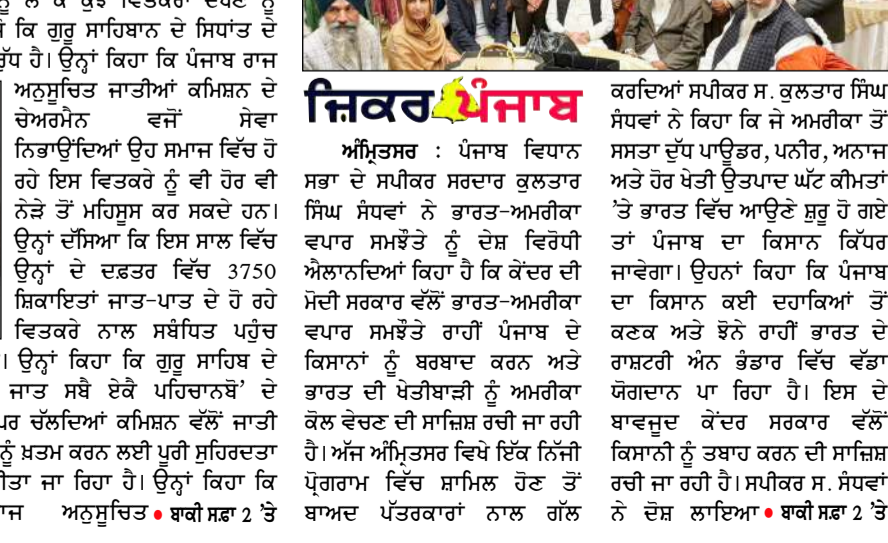 ਕਿ ਗੁਰੂ ਸਾਹਿਬਾਨ ਦੇ ਸਿਧਾਂਤ ਦੇ
ਹੈ। ਉਨ੍ਹਾਂ ਕਿਹਾ ਕਿ ਪੰਜਾਬ ਰਾਜ
ਅਨੁਸੂਚਿਤ ਜਾਤੀਆਂ ਕਮਿਸ਼ਨ ਦੇ
ਚੇਅਰਮੈਨ ਵਜੋਂ ਸੇਵਾ
ਨਿਭਾਉਂਦਿਆਂ ਉਹ ਸਮਾਜ ਵਿੱਚ ਹੋ
ਰਹੇ ਇਸ ਵਿਤਕਰੇ ਨੂੰ ਵੀ ਹੋਰ ਵੀ
ਨੇੜੇ ਤੋਂ ਮਹਿਸੂਸ ਕਰ ਸਕਦੇ ਹਨ।
ਉਨ੍ਹਾਂ ਦੱਸਿਆ ਕਿ ਇਸ ਸਾਲ ਵਿੱਚ
ਉਨ੍ਹਾਂ ਦੇ ਦਫ਼ਤਰ ਵਿੱਚ 3750
ਸ਼ਿਕਾਇਤਾਂ ਜਾਤ-ਪਾਤ ਦੇ ਹੋ ਰਹੇ
ਵਿਤਕਰੇ ਨਾਲ ਸਬੰਧਿਤ ਪਹੁੰਚ
। ਉਨ੍ਹਾਂ ਕਿਹਾ ਕਿ ਗੁਰੂ ਸਾਹਿਬ ਦੇ
ਜਾਤ ਸਬੈ ਏਕੈ ਪਹਿਚਾਨਬੋ' ਦੇ
ਚੱਲਦਿਆਂ ਕਮਿਸ਼ਨ ਵੱਲੋਂ ਜਾਤੀ
ਨੂੰ ਖ਼ਤਮ ਕਰਨ ਲਈ ਪੂਰੀ ਸੁਹਿਰਦਤਾ
ਜਾ ਰਿਹਾ ਹੈ। ਉਨ੍ਹਾਂ ਕਿਹਾ ਕਿ
ਅਨੁਸੂਚਿਤ • ਬਾਕੀ ਸਫ਼ਾ 2 'ਤੇ
ਜ਼ਿਕਰ ਪੰਜਾਬ
ਅੰਮ੍ਰਿਤਸਰ : ਪੰਜਾਬ ਵਿਧਾਨ
ਸਭਾ ਦੇ ਸਪੀਕਰ ਸਰਦਾਰ ਕੁਲਤਾਰ
ਸਿੰਘ ਸੰਧਵਾਂ ਨੇ ਭਾਰਤ-ਅਮਰੀਕਾ
ਵਪਾਰ ਸਮਝੌਤੇ ਨੂੰ ਦੇਸ਼ ਵਿਰੋਧੀ
ਐਲਾਨਦਿਆਂ ਕਿਹਾ ਹੈ ਕਿ ਕੇਂਦਰ ਦੀ
ਮੋਦੀ ਸਰਕਾਰ ਵੱਲੋਂ ਭਾਰਤ-ਅਮਰੀਕਾ
ਵਪਾਰ ਸਮਝੌਤੇ ਰਾਹੀਂ ਪੰਜਾਬ ਦੇ
ਕਿਸਾਨਾਂ ਨੂੰ ਬਰਬਾਦ ਕਰਨ ਅਤੇ
ਭਾਰਤ ਦੀ ਖੇਤੀਬਾੜੀ ਨੂੰ ਅਮਰੀਕਾ
ਕੋਲ ਵੇਚਣ ਦੀ ਸਾਜ਼ਿਸ਼ ਰਚੀ ਜਾ ਰਹੀ
ਹੈ। ਅੱਜ ਅੰਮ੍ਰਿਤਸਰ ਵਿਖੇ ਇੱਕ ਨਿੱਜੀ
ਪ੍ਰੋਗਰਾਮ ਵਿੱਚ ਸ਼ਾਮਿਲ ਹੋਣ ਤੋਂ
ਬਾਅਦ ਪੱਤਰਕਾਰਾਂ ਨਾਲ ਗੱਲ
ਕਰਦਿਆਂ ਸਪੀਕਰ ਸ. ਕੁਲਤਾਰ ਸਿੰਘ
ਸੰਧਵਾਂ ਨੇ ਕਿਹਾ ਕਿ ਜੇ ਅਮਰੀਕਾ ਤੋਂ
ਸਸਤਾ ਦੁੱਧ ਪਾਊਡਰ, ਪਨੀਰ, ਅਨਾਜ
ਅਤੇ ਹੋਰ ਖੇਤੀ ਉਤਪਾਦ ਘੱਟ ਕੀਮਤਾਂ
'ਤੇ ਭਾਰਤ ਵਿੱਚ ਆਉਣੇ ਸ਼ੁਰੂ ਹੋ ਗਏ
ਤਾਂ ਪੰਜਾਬ ਦਾ ਕਿਸਾਨ ਕਿੱਧਰ
ਜਾਵੇਗਾ। ਉਹਨਾਂ ਕਿਹਾ ਕਿ ਪੰਜਾਬ
ਦਾ ਕਿਸਾਨ ਕਈ ਦਹਾਕਿਆਂ ਤੋਂ
ਕਣਕ ਅਤੇ ਝੋਨੇ ਰਾਹੀਂ ਭਾਰਤ ਦੇ
ਰਾਸ਼ਟਰੀ ਅੰਨ ਭੰਡਾਰ ਵਿੱਚ ਵੱਡਾ
ਯੋਗਦਾਨ ਪਾ ਰਿਹਾ ਹੈ। ਇਸ ਦੇ
ਬਾਵਜੂਦ ਕੇਂਦਰ ਸਰਕਾਰ ਵੱਲੋਂ
ਕਿਸਾਨੀ ਨੂੰ ਤਬਾਹ ਕਰਨ ਦੀ ਸਾਜ਼ਿਸ਼
ਰਚੀ ਜਾ ਰਹੀ ਹੈ। ਸਪੀਕਰ ਸ. ਸੰਧਵਾਂ
ਨੇ ਦੋਸ਼ ਲਾਇਆ • ਬਾਕੀ ਸਫ਼ਾ 2 'ਤੇ